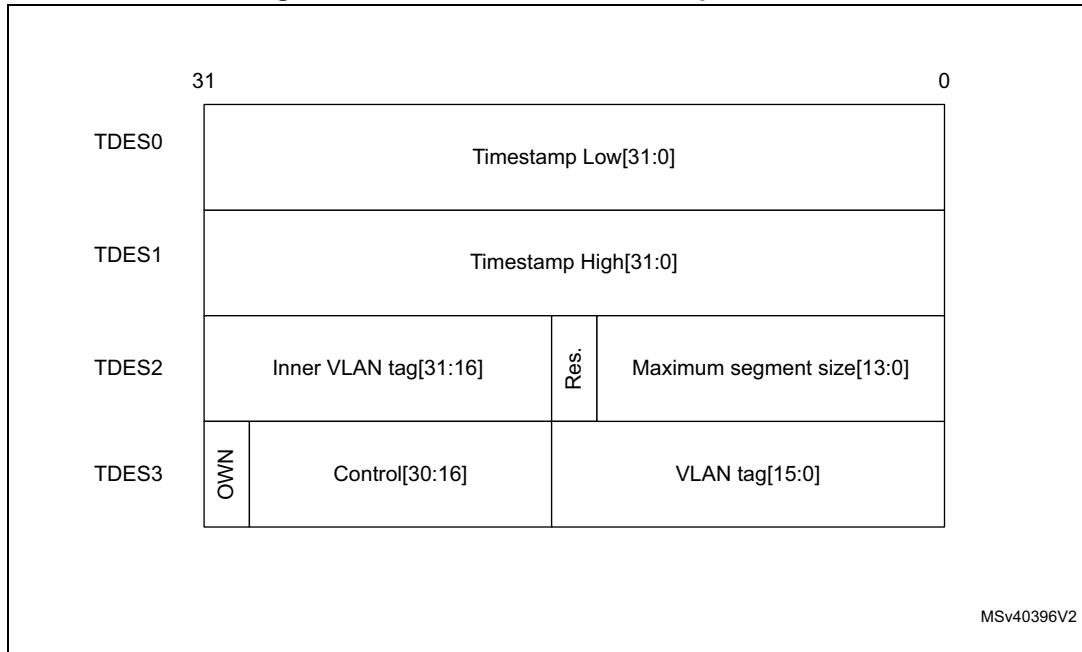 31 0
TDES0 Timestamp Low[31:0]
TDES1 Timestamp High[31:0]
TDES2 Inner VLAN tag[31:16] Res. Maximum segment size[13:0]
TDES3 OWN Control[30:16] VLAN tag[15:0]
MSv40396V2